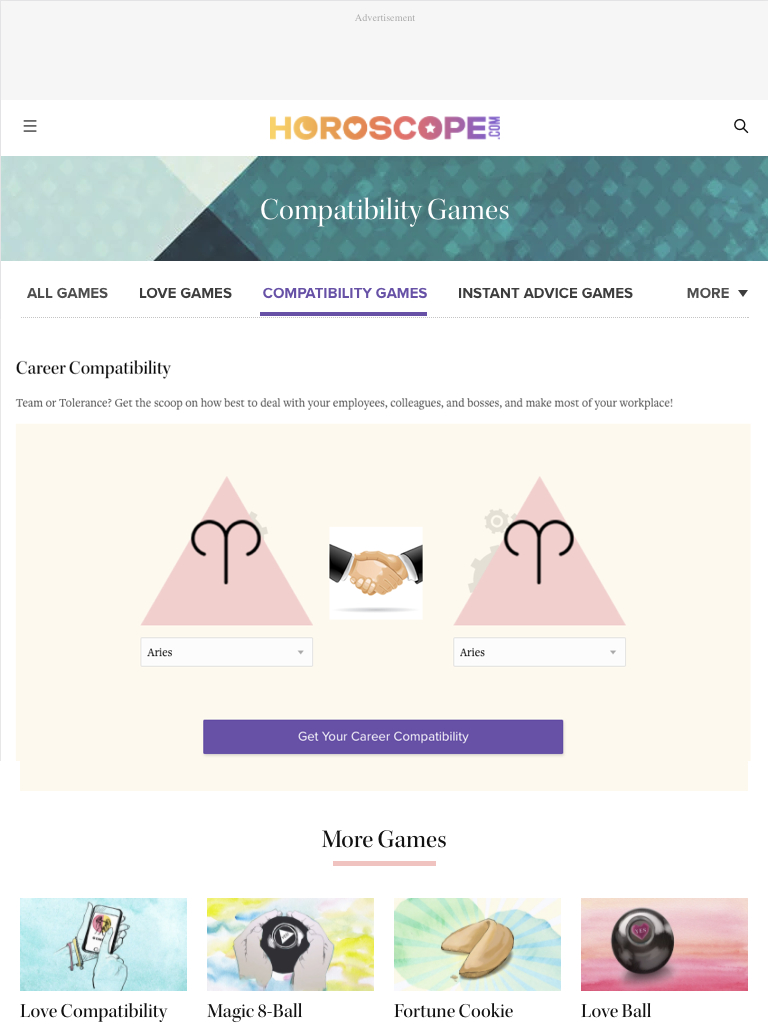 Advertisement
HOROSCOPE.COM
Compatibility Games
ALL GAMES LOVE GAMES COMPATIBILITY GAMES INSTANT ADVICE GAMES MORE
Career Compatibility
Team or Tolerance? Get the scoop on how best to deal with your employees, colleagues, and bosses, and make most of your workplace!
Aries Aries
Get Your Career Compatibility
More Games
YES
Love Compatibility Magic 8-Ball Fortune Cookie Love Ball